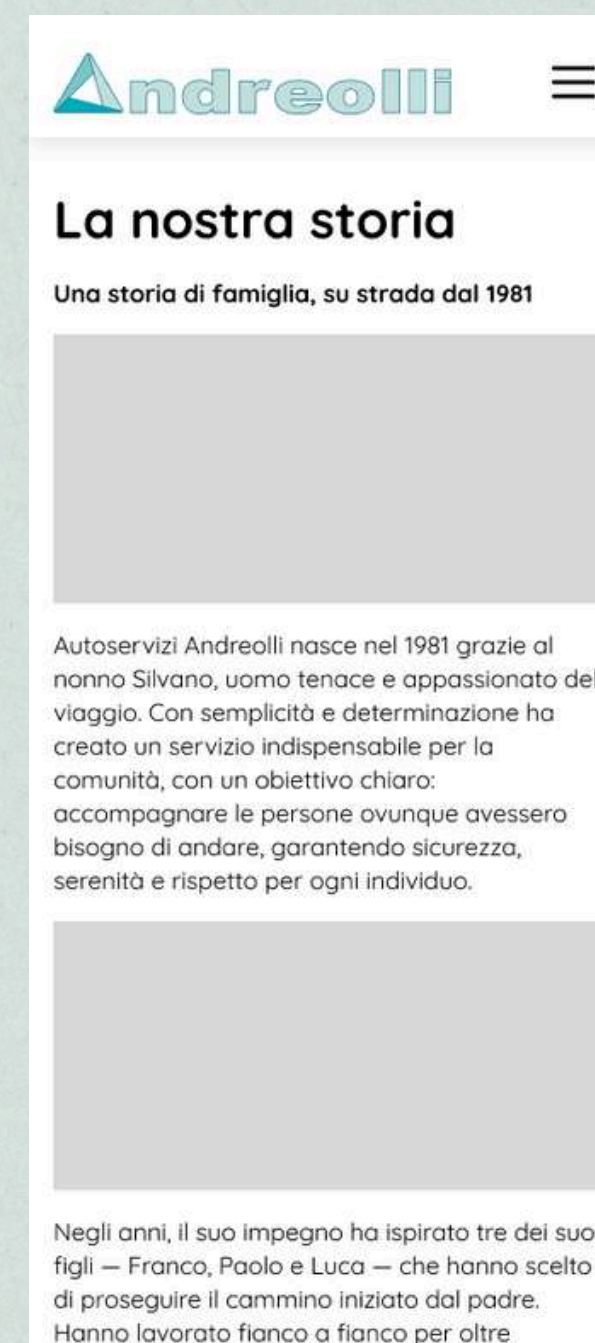 Andreolli
La nostra storia
Una storia di famiglia, su strada dal 1981
Autoservizi Andreolli nasce nel 1981 grazie al
nonno Silvano, uomo tenace e appassionato del
viaggio. Con semplicità e determinazione ha
creato un servizio indispensabile per la
comunità, con un obiettivo chiaro:
accompagnare le persone ovunque avessero
bisogno di andare, garantendo sicurezza,
serenità e rispetto per ogni individuo.
Negli anni, il suo impegno ha ispirato tre dei suo
figli — Franco, Paolo e Luca — che hanno scelto
di proseguire il cammino iniziato dal padre.
Hanno lavorato fianco a fianco per oltre